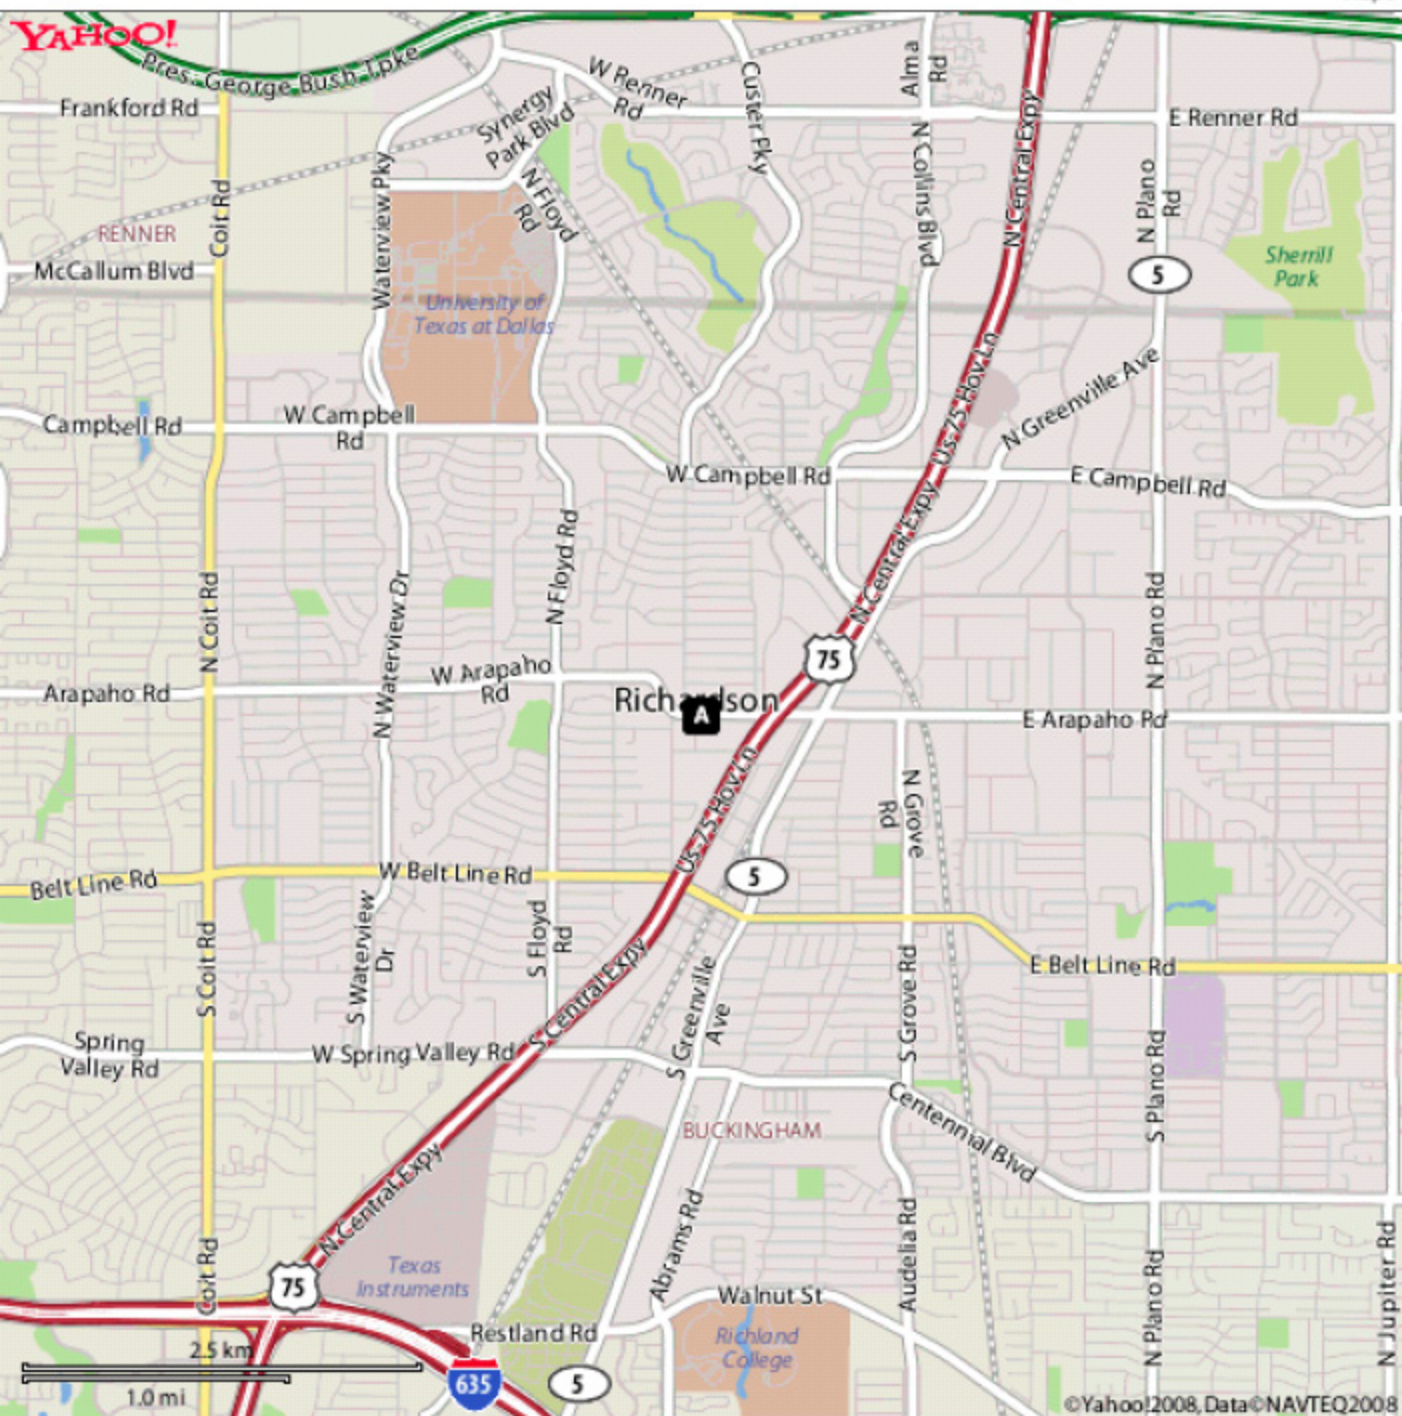 YAHOO!
Pres. George Bush Tpke
Frankford Rd
W Renner
Rd
Synergy
Park Blvd
Custer Pky
Alma
Rd
N Central Expy
E Renner Rd
Coit Rd
RENNER
McCallum Blvd
Waterview Pky
N Floyd
Rd
N Collins Blvd
N Plano
Rd
5
Sherrill
Park
University of
Texas at Dallas
Us-75 Hov Ln
N Greenville Ave
Campbell Rd
W Campbell
Rd
W Campbell Rd
E Campbell Rd
N Central Expy
N Coit Rd
N Waterview Dr
N Floyd Rd
N Plano Rd
75
Arapaho Rd
W Arapaho
Rd
Richardson
A
E Arapaho Rd
Us-75 Hov Ln
N Grove
Rd
5
Belt Line Rd
W Belt Line Rd
S Coit Rd
S Waterview
Dr
S Floyd
Rd
S Central Expy
S Greenville
Ave
S Grove Rd
E Belt Line Rd
Spring
Valley Rd
W Spring Valley Rd
S Plano Rd
Centennial Blvd
BUCKINGHAM
N Central Expy
Coit Rd
75
Texas
Instruments
Abrams Rd
Audelia Rd
N Plano Rd
N Jupiter Rd
Walnut St
Restland Rd
Richland
College
2.5 km
1.0 mi
635
5
©Yahoo!2008, Data©NAVTEQ2008